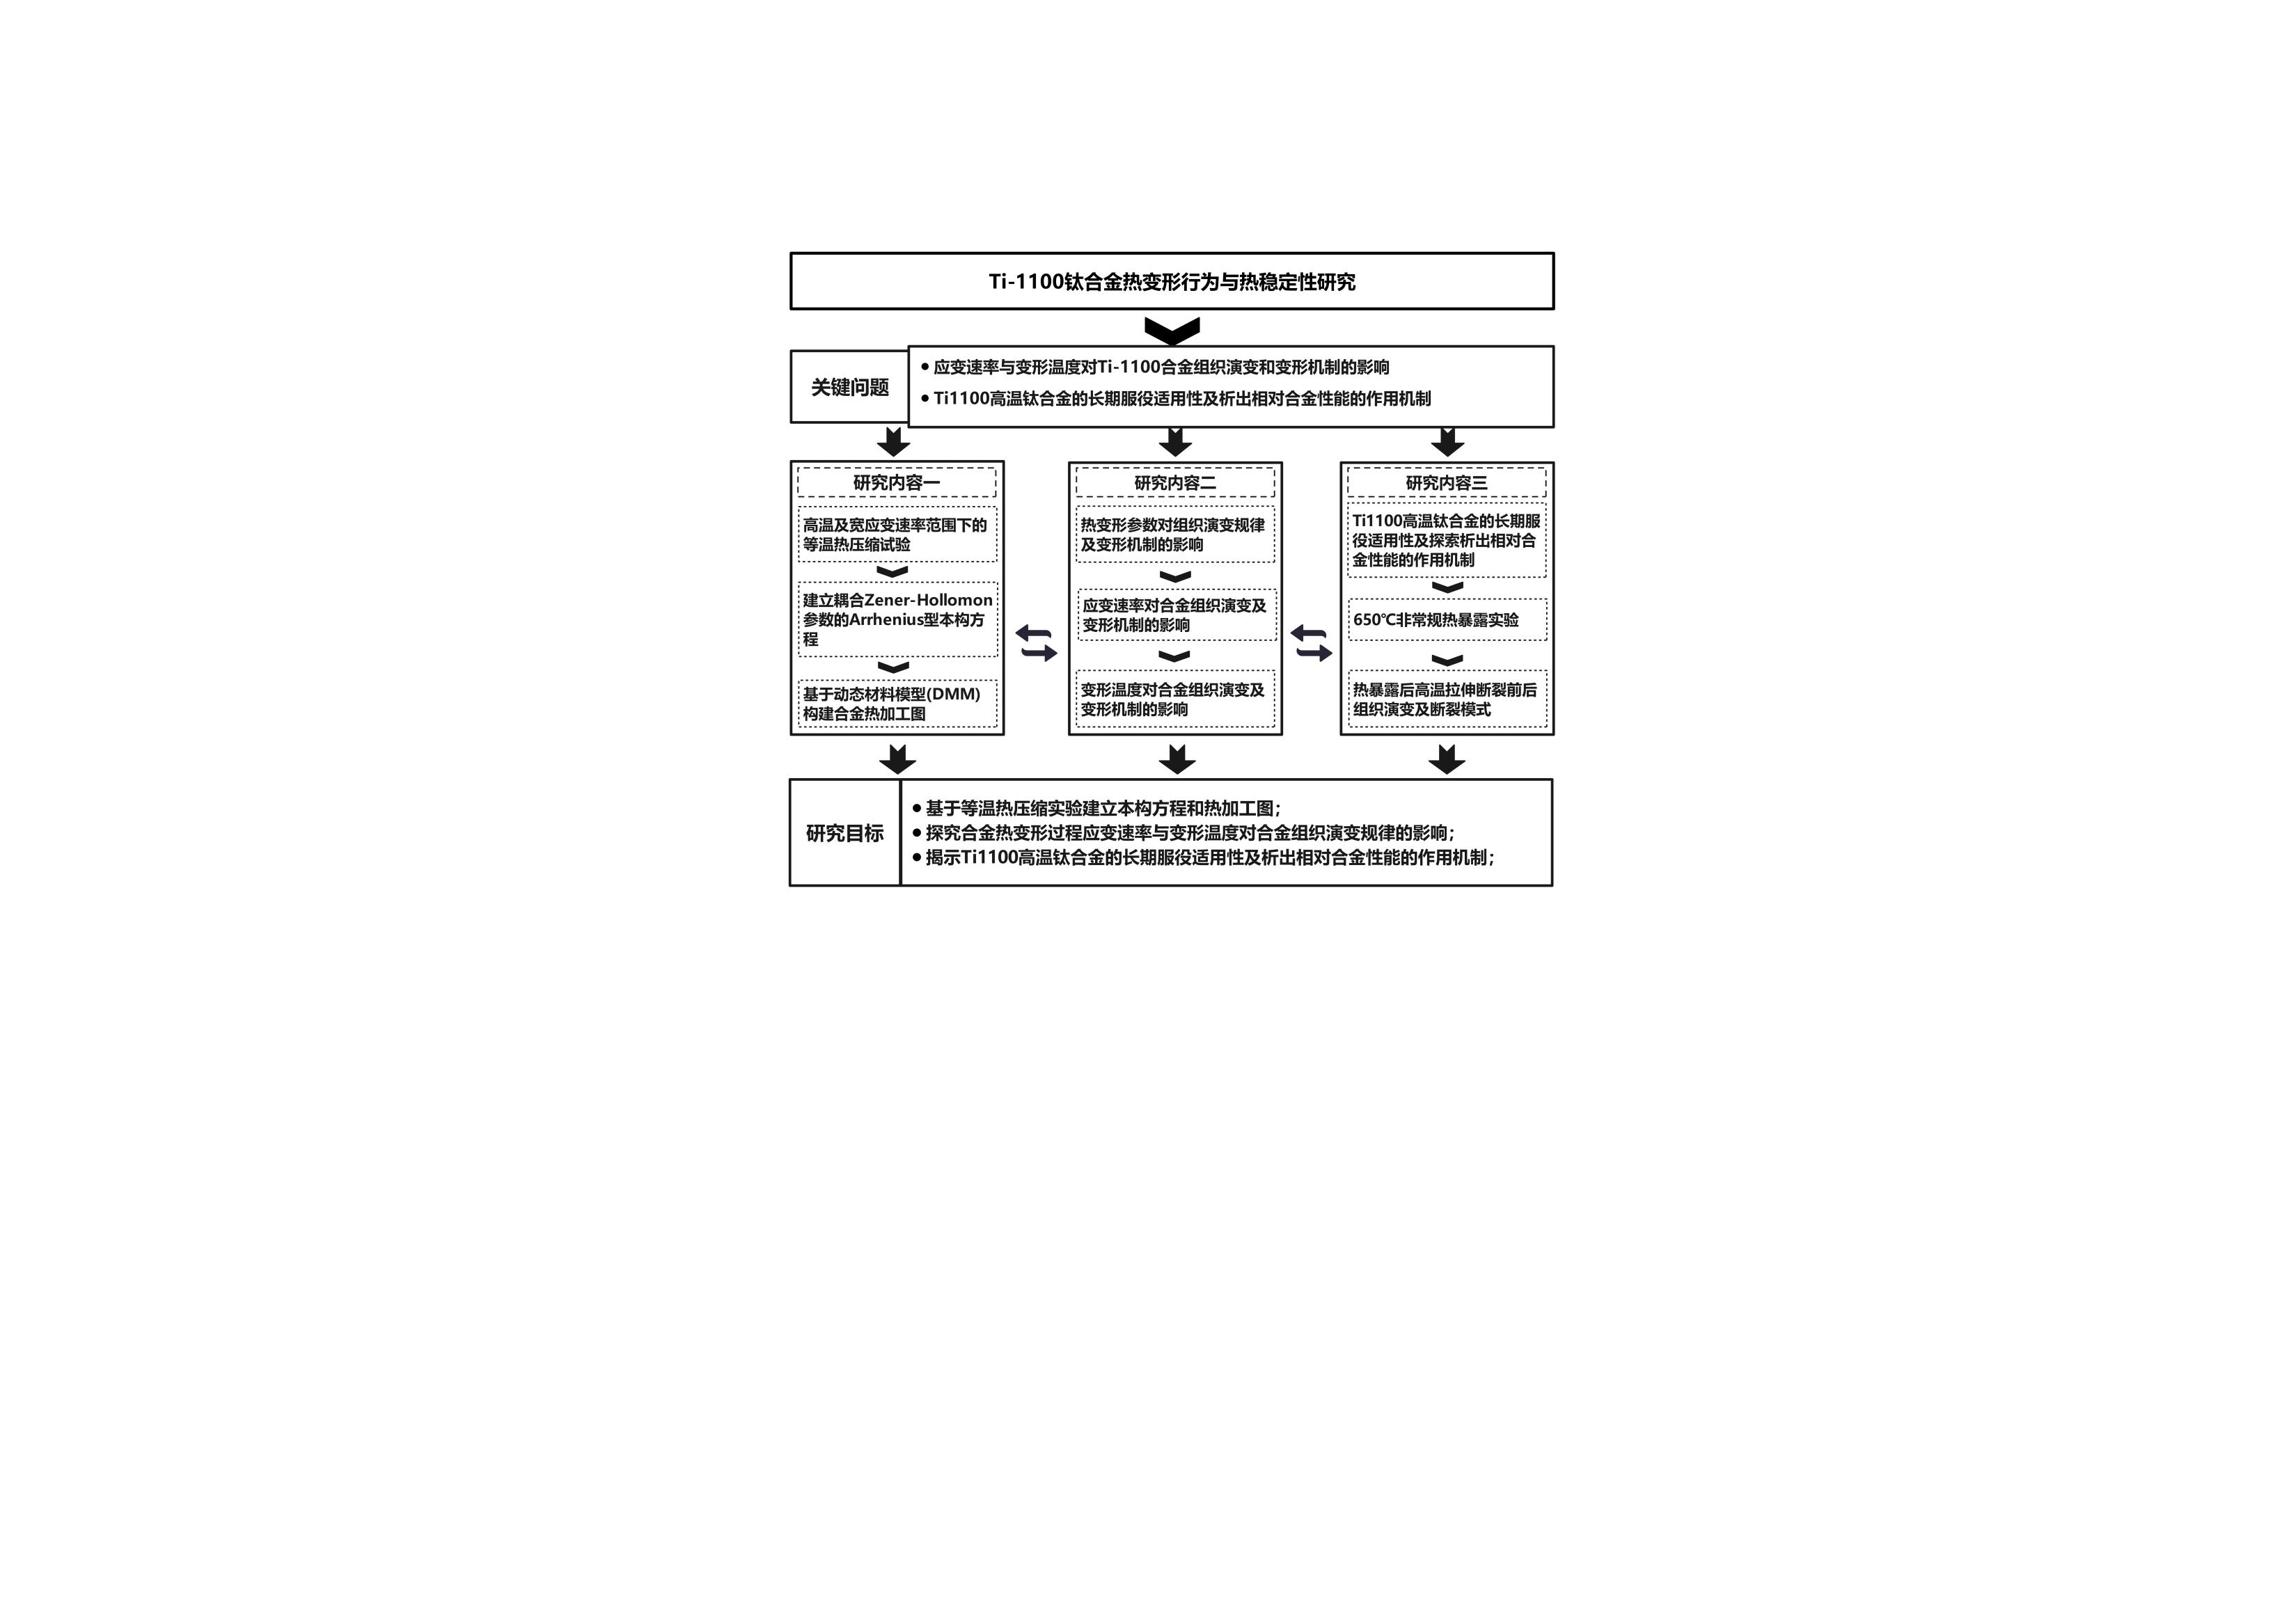 Ti-1100钛合金热变形行为与热稳定性研究
关键问题
● 应变速率与变形温度对Ti-1100合金组织演变和变形机制的影响
● Ti1100高温钛合金的长期服役适用性及析出相对合金性能的作用机制
研究内容一
高温及宽应变速率范围下的
等温热压缩试验
建立耦合Zener-Hollomon
参数的Arrhenius型本构方
程
基于动态材料模型(DMM)
构建合金热加工图
研究内容二
热变形参数对组织演变规律
及变形机制的影响
应变速率对合金组织演变及
变形机制的影响
变形温度对合金组织演变及
变形机制的影响
研究内容三
Ti1100高温钛合金的长期服
役适用性及探索析出相对合
金性能的作用机制
650℃非常规热暴露实验
热暴露后高温拉伸断裂前后
组织演变及断裂模式
研究目标
● 基于等温热压缩实验建立本构方程和热加工图；
● 探究合金热变形过程应变速率与变形温度对合金组织演变规律的影响；
● 揭示Ti1100高温钛合金的长期服役适用性及析出相对合金性能的作用机制；